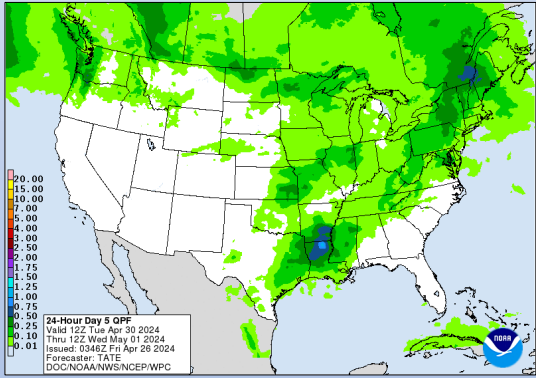 20.00
15.00
10.00
7.00
5.00
4.00
3.00
2.50
2.00
1.75
1.50
1.25
1.00
0.75
0.50
0.25
0.10
0.01
24-Hour Day 5 QPF
Valid 12Z Tue Apr 30 2024
Thru 12Z Wed May 01 2024
Issued: 0346Z Fri Apr 26 2024
Forecaster: TATE
DOC/NOAA/NWS/NCEP/WPC
NOAA